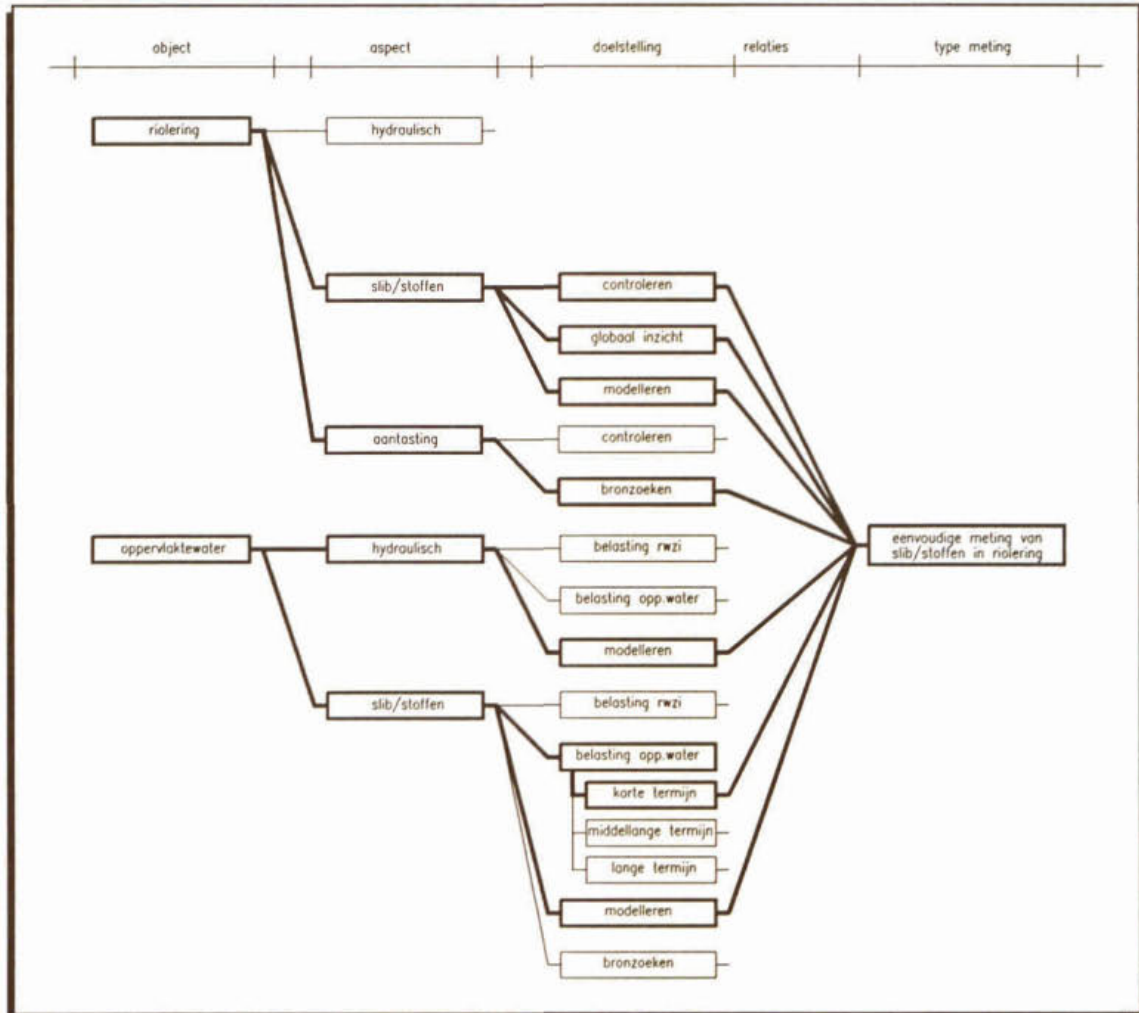 object aspect doelstelling relaties type meting
riolering hydraulisch
slib/stoffen controleren
globaal inzicht
modelleren
aantasting controleren
bronzoeken
oppervlaktewater hydraulisch belasting rwzi eenvoudige meting van
slib/stoffen in riolering
belasting opp.water
modelleren
slib/stoffen belasting rwzi
belasting opp.water
korte termijn
middellange termijn
lange termijn
modelleren
bronzoeken